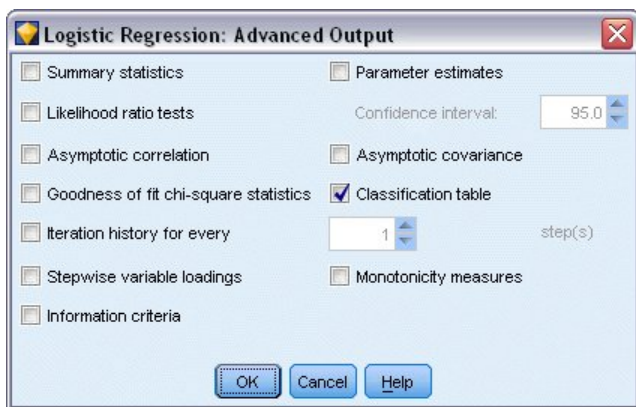 Logistic Regression: Advanced Output
Summary statistics
Parameter estimates
Likelihood ratio tests
Confidence interval:
95.0
Asymptotic correlation
Asymptotic covariance
Goodness of fit chi-square statistics
Classification table
Iteration history for every
1
step(s)
Stepwise variable loadings
Monotonicity measures
Information criteria
OK
Cancel
Help